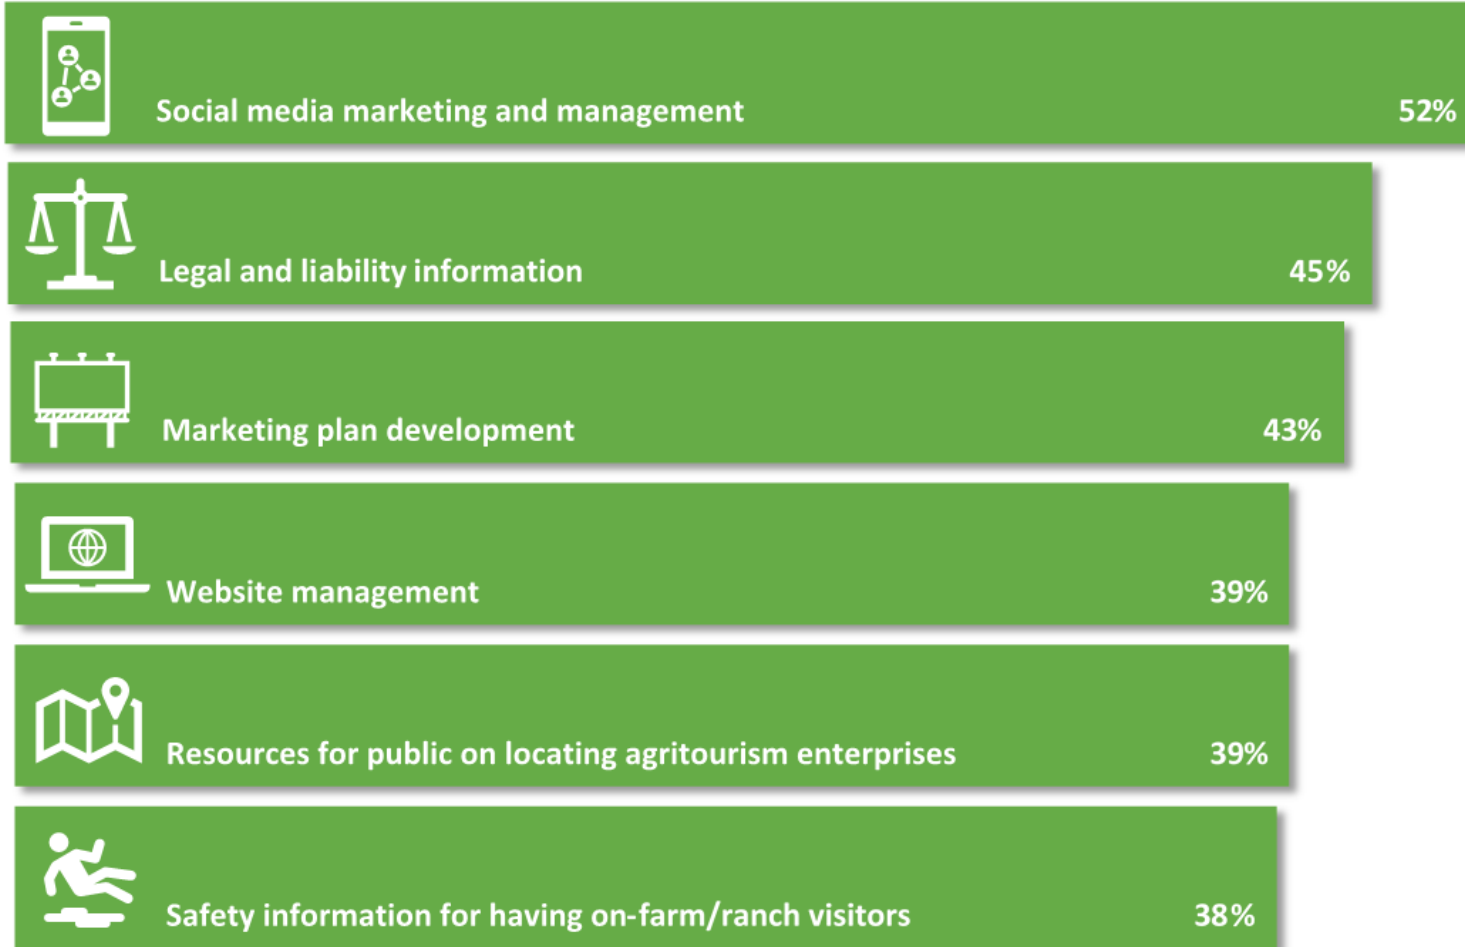 Social media marketing and management 52%
Legal and liability information 45%
Marketing plan development 43%
Website management 39%
Resources for public on locating agritourism enterprises 39%
Safety information for having on-farm/ranch visitors 38%